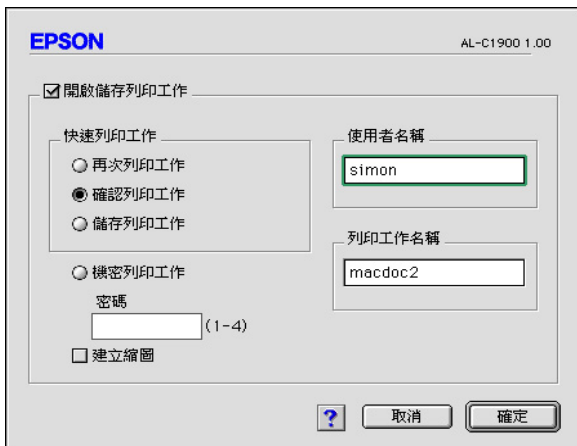 EPSON
AL-C1900 1.00
開啟儲存列印工作
快速列印工作
再次列印工作
確認列印工作
儲存列印工作
機密列印工作
密碼
(1-4)
建立縮圖
使用者名稱
simon
列印工作名稱
macdoc2
?
取消
確定